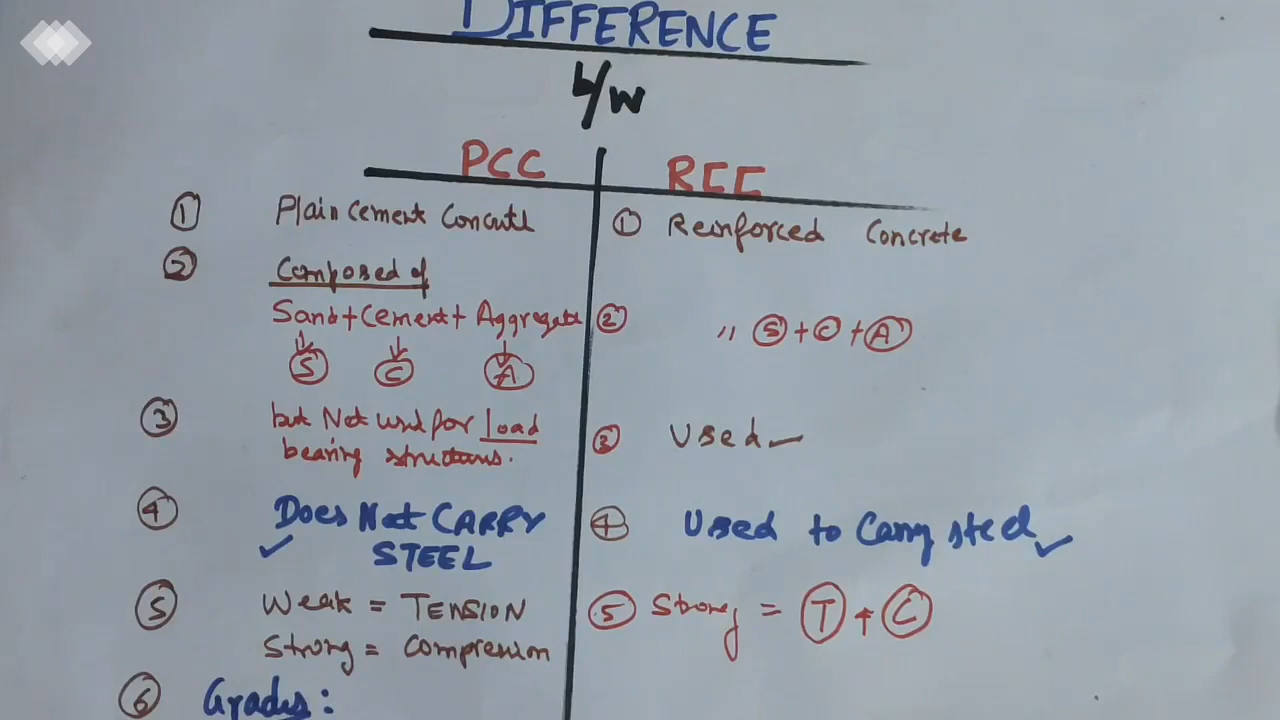 DIFFERENCE
b/w
PCC RCC
① Plain cement Concrete ① Reinforced Concrete
② Composed of
Sand + Cement + Aggregate ② " Ⓢ + Ⓒ + Ⓐ
Ⓢ Ⓒ Ⓐ
③ but Not used for load ③ Used
bearing structures.
④ Does Not CARRY ④ Used to Carry steel
STEEL
⑤ Weak = TENSION ⑤ Strong = Ⓣ + Ⓒ
Strong = Compression
⑥ Grades: